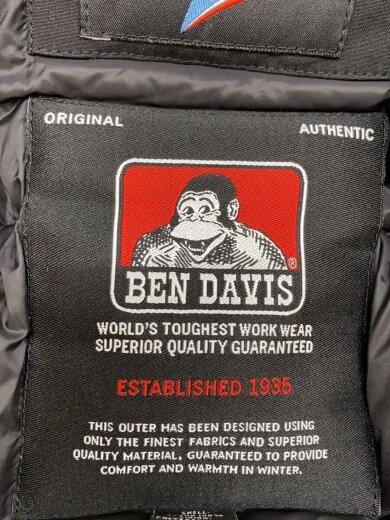 ORIGINAL
AUTHENTIC
BEN DAVIS ®
WORLD'S TOUGHEST WORK WEAR
SUPERIOR QUALITY GUARANTEED
ESTABLISHED 1935
THIS OUTER HAS BEEN DESIGNED USING
ONLY THE FINEST FABRICS AND SUPERIOR
QUALITY MATERIAL, GUARANTEED TO PROVIDE
COMFORT AND WARMTH IN WINTER.
SHELL: